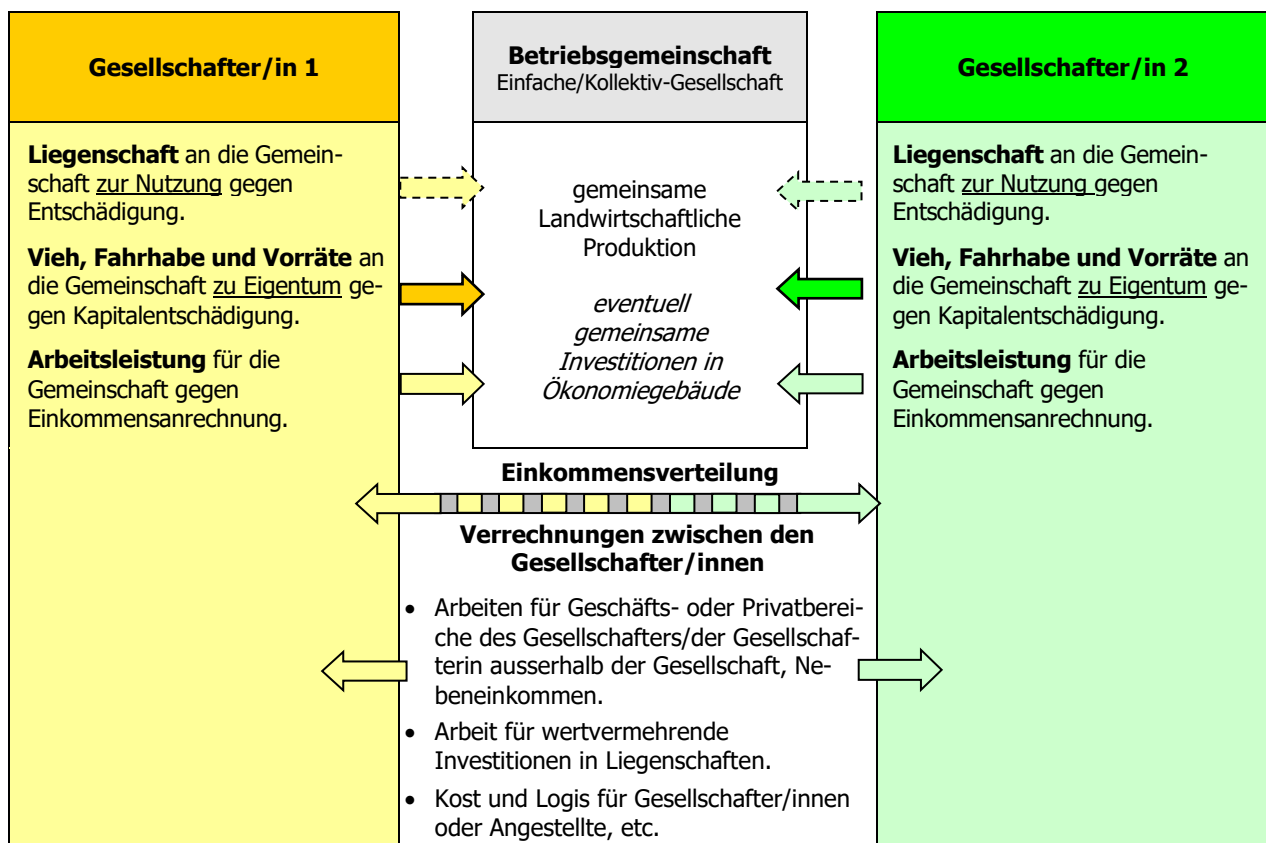 Gesellschafter/in 1
Liegenschaft an die Gemein-
schaft zur Nutzung gegen
Entschädigung.
Vieh, Fahrhabe und Vorräte an
die Gemeinschaft zu Eigentum ge-
gen Kapitalentschädigung.
Arbeitsleistung für die
Gemeinschaft gegen
Einkommensanrechnung.
Betriebsgemeinschaft
Einfache/Kollektiv-Gesellschaft
gemeinsame
Landwirtschaftliche
Produktion
eventuell
gemeinsame
Investitionen in
Ökonomiegebäude
Gesellschafter/in 2
Liegenschaft an die Gemein-
schaft zur Nutzung gegen
Entschädigung.
Vieh, Fahrhabe und Vorräte an
die Gemeinschaft zu Eigentum ge-
gen Kapitalentschädigung.
Arbeitsleistung für die
Gemeinschaft gegen
Einkommensanrechnung.
Einkommensverteilung
Verrechnungen zwischen den
Gesellschafter/innen
• Arbeiten für Geschäfts- oder Privatberei-
che des Gesellschafters/der Gesellschaf-
terin ausserhalb der Gesellschaft, Ne-
beneinkommen.
• Arbeit für wertvermehrende
Investitionen in Liegenschaften.
• Kost und Logis für Gesellschafter/innen
oder Angestellte, etc.